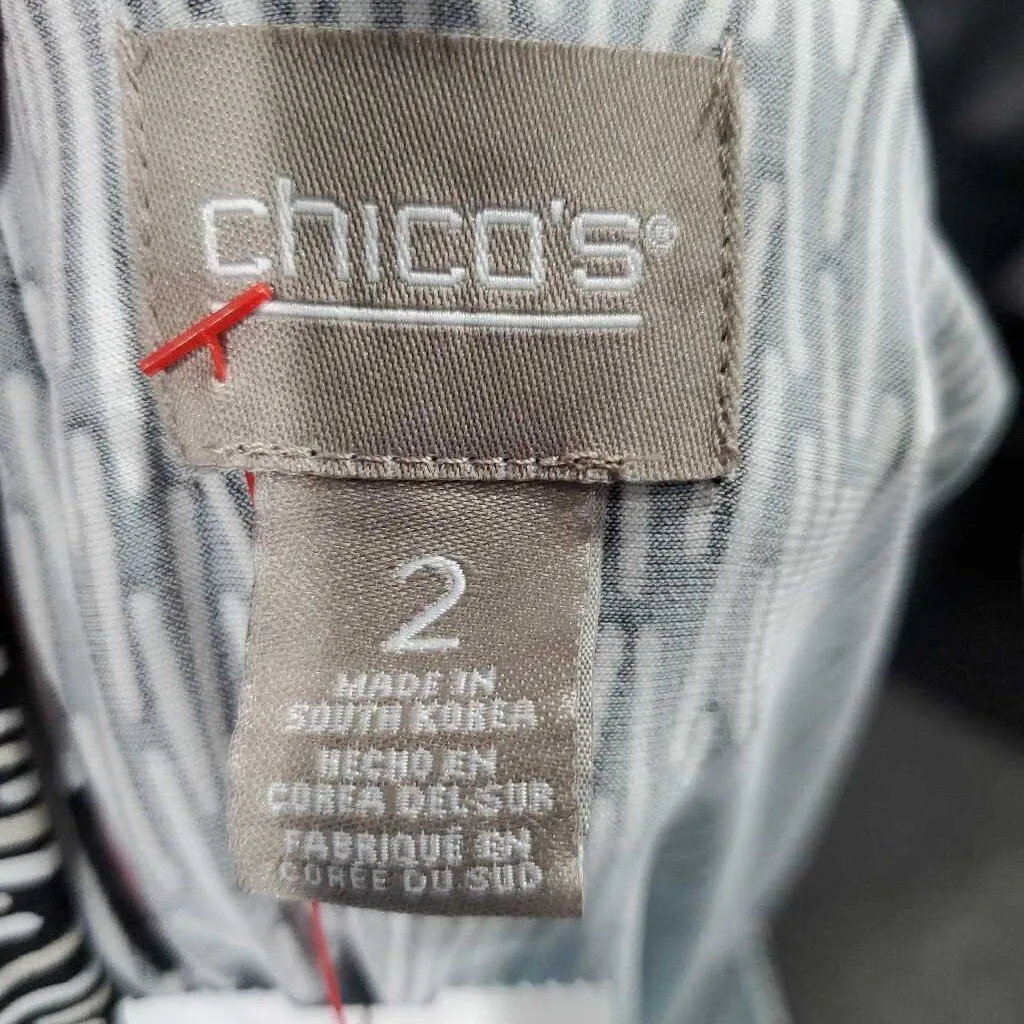 chico's®
2
MADE IN
SOUTH KOREA
HECHO EN
COREA DEL SUR
FABRIQUÉ EN
CORÉE DU SUD